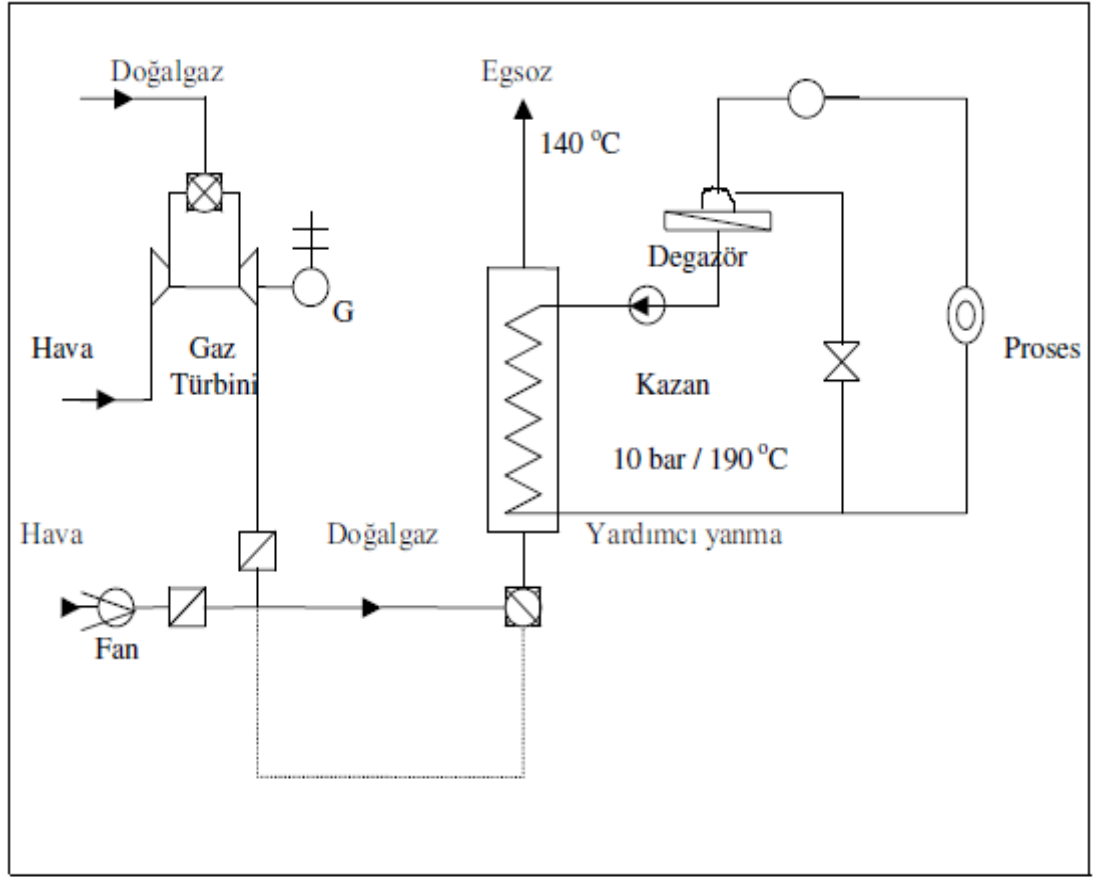 Doğalgaz
Egsoz
140 °C
Degazör
G
Hava
Gaz
Türbini
Kazan
Proses
10 bar / 190 °C
Hava
Doğalgaz
Yardımcı yanma
Fan